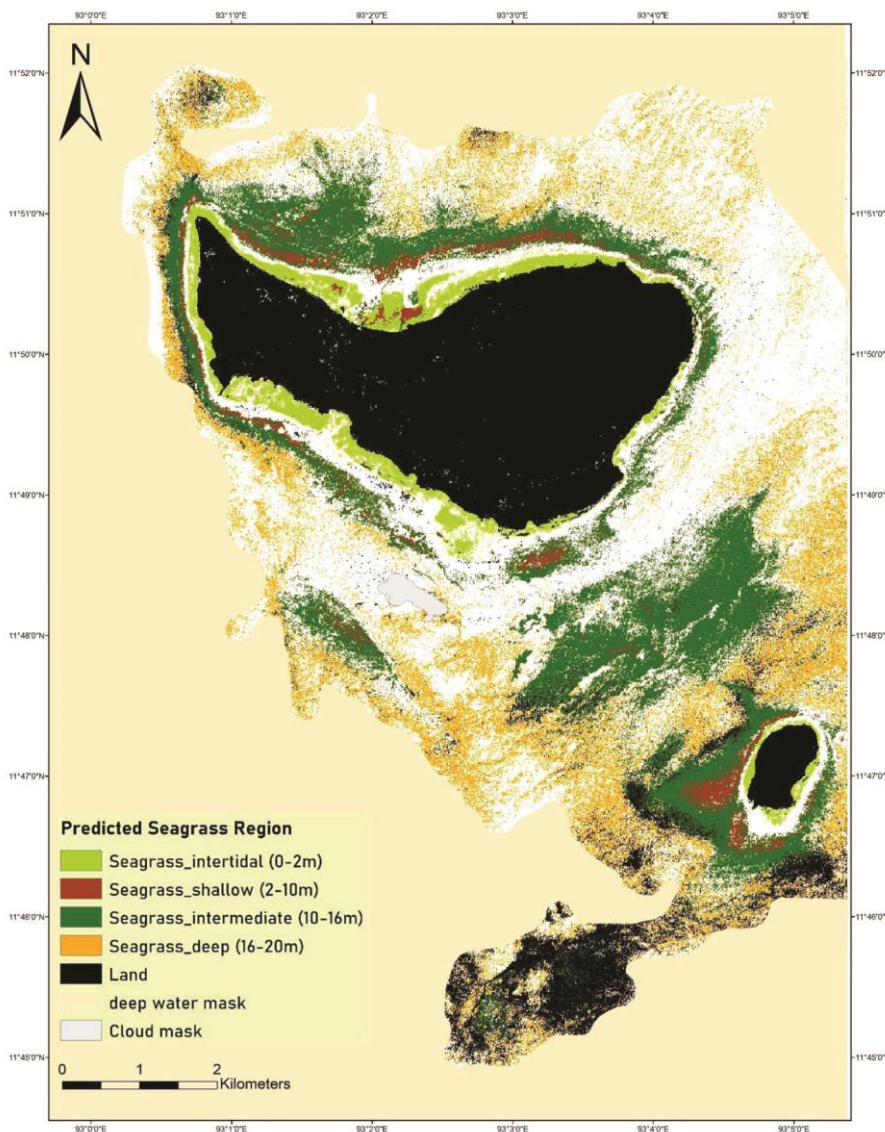 93°0'0"E 93°1'0"E 93°2'0"E 93°3'0"E 93°4'0"E 93°5'0"E
N
11°52'0"N 11°52'0"N
11°51'0"N 11°51'0"N
11°50'0"N 11°50'0"N
11°49'0"N 11°49'0"N
11°48'0"N 11°48'0"N
11°47'0"N 11°47'0"N
Predicted Seagrass Region
Seagrass_intertidal (0-2m)
Seagrass_shallow (2-10m)
Seagrass_intermediate (10-16m)
11°46'0"N 11°46'0"N
Seagrass_deep (16-20m)
Land
deep water mask
Cloud mask
11°45'0"N 11°45'0"N
0 1 2
Kilometers
93°0'0"E 93°1'0"E 93°2'0"E 93°3'0"E 93°4'0"E 93°5'0"E